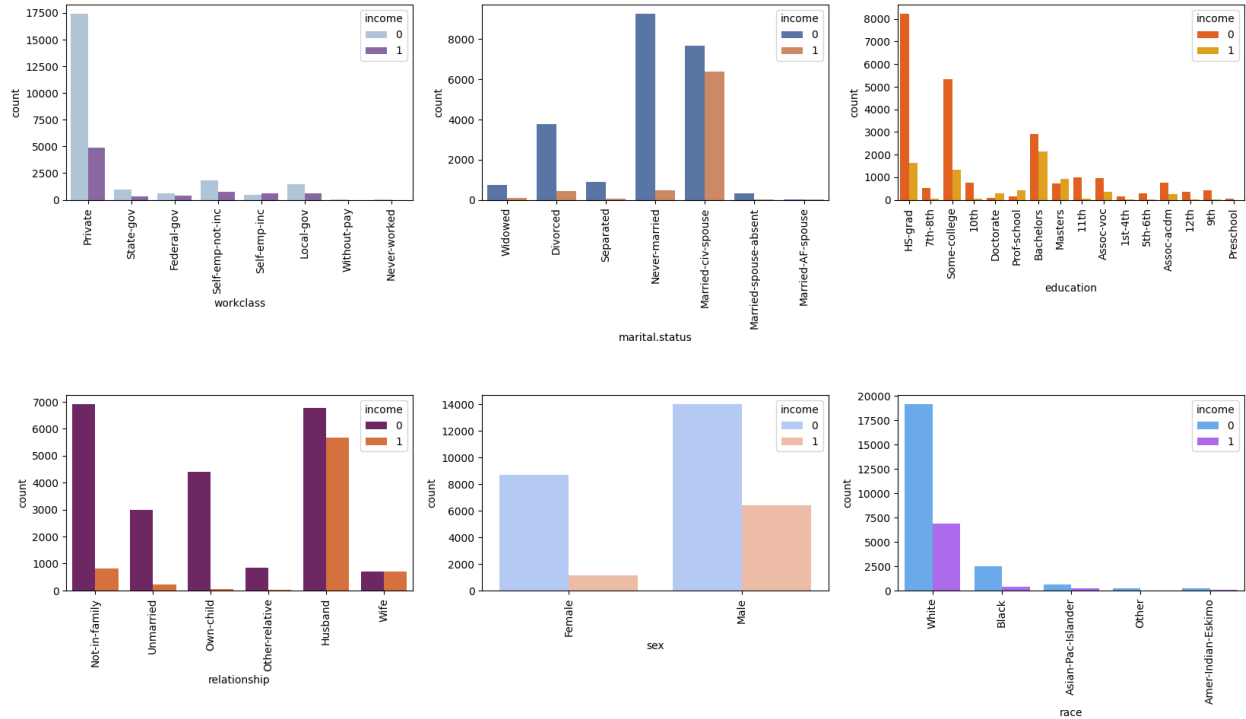 17500
15000
12500
10000
7500
5000
2500
0
count
income
0
1
Private
State-gov
Federal-gov
Self-emp-not-inc
Self-emp-inc
Local-gov
Without-pay
Never-worked
workclass
8000
6000
4000
2000
0
count
income
0
1
Widowed
Divorced
Separated
Never-married
Married-civ-spouse
Married-spouse-absent
Married-AF-spouse
marital.status
8000
7000
6000
5000
4000
3000
2000
1000
0
count
income
0
1
HS-grad
7th-8th
Some-college
10th
Doctorate
Prof-school
Bachelors
Masters
11th
Assoc-voc
1st-4th
5th-6th
Assoc-acdm
12th
9th
Preschool
education
7000
6000
5000
4000
3000
2000
1000
0
count
income
0
1
Not-in-family
Unmarried
Own-child
Other-relative
Husband
Wife
relationship
14000
12000
10000
8000
6000
4000
2000
0
count
income
0
1
Female
Male
sex
20000
17500
15000
12500
10000
7500
5000
2500
0
count
income
0
1
White
Black
Asian-Pac-Islander
Other
Amer-Indian-Eskimo
race